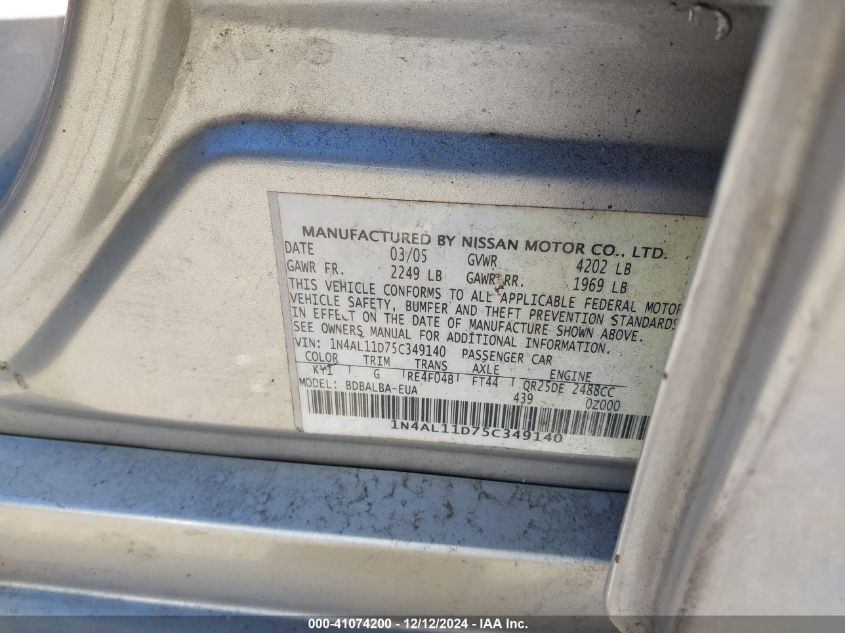 MANUFACTURED BY NISSAN MOTOR CO., LTD.
DATE 03/05 GVWR 4202 LB
GAWR FR. 2249 LB GAWR RR. 1969 LB
THIS VEHICLE CONFORMS TO ALL APPLICABLE FEDERAL MOTOR
VEHICLE SAFETY, BUMPER AND THEFT PREVENTION STANDARDS
IN EFFECT ON THE DATE OF MANUFACTURE SHOWN ABOVE.
SEE OWNERS MANUAL FOR ADDITIONAL INFORMATION.
VIN: 1N4AL11D75C349140 PASSENGER CAR
COLOR TRIM TRANS AXLE ENGINE
KY1 G RE4F04B FT44 QR25DE 2488CC
MODEL: BDBALBA-EUA 439 0Z000
1N4AL11D75C349140
000-41074200 - 12/12/2024 - IAA Inc.